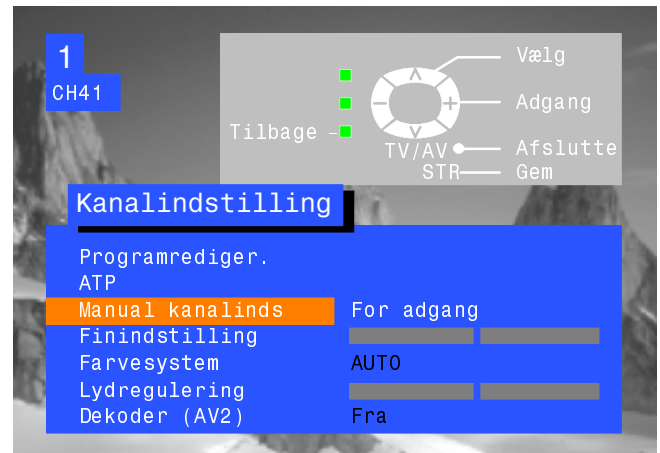 1
CH41
Vælg
Adgang
Tilbage
TV/AV Afslutte
STR Gem
Kanalindstilling
Programrediger.
ATP
Manual kanalinds For adgang
Finindstilling
Farvesystem AUTO
Lydregulering
Dekoder (AV2) Fra